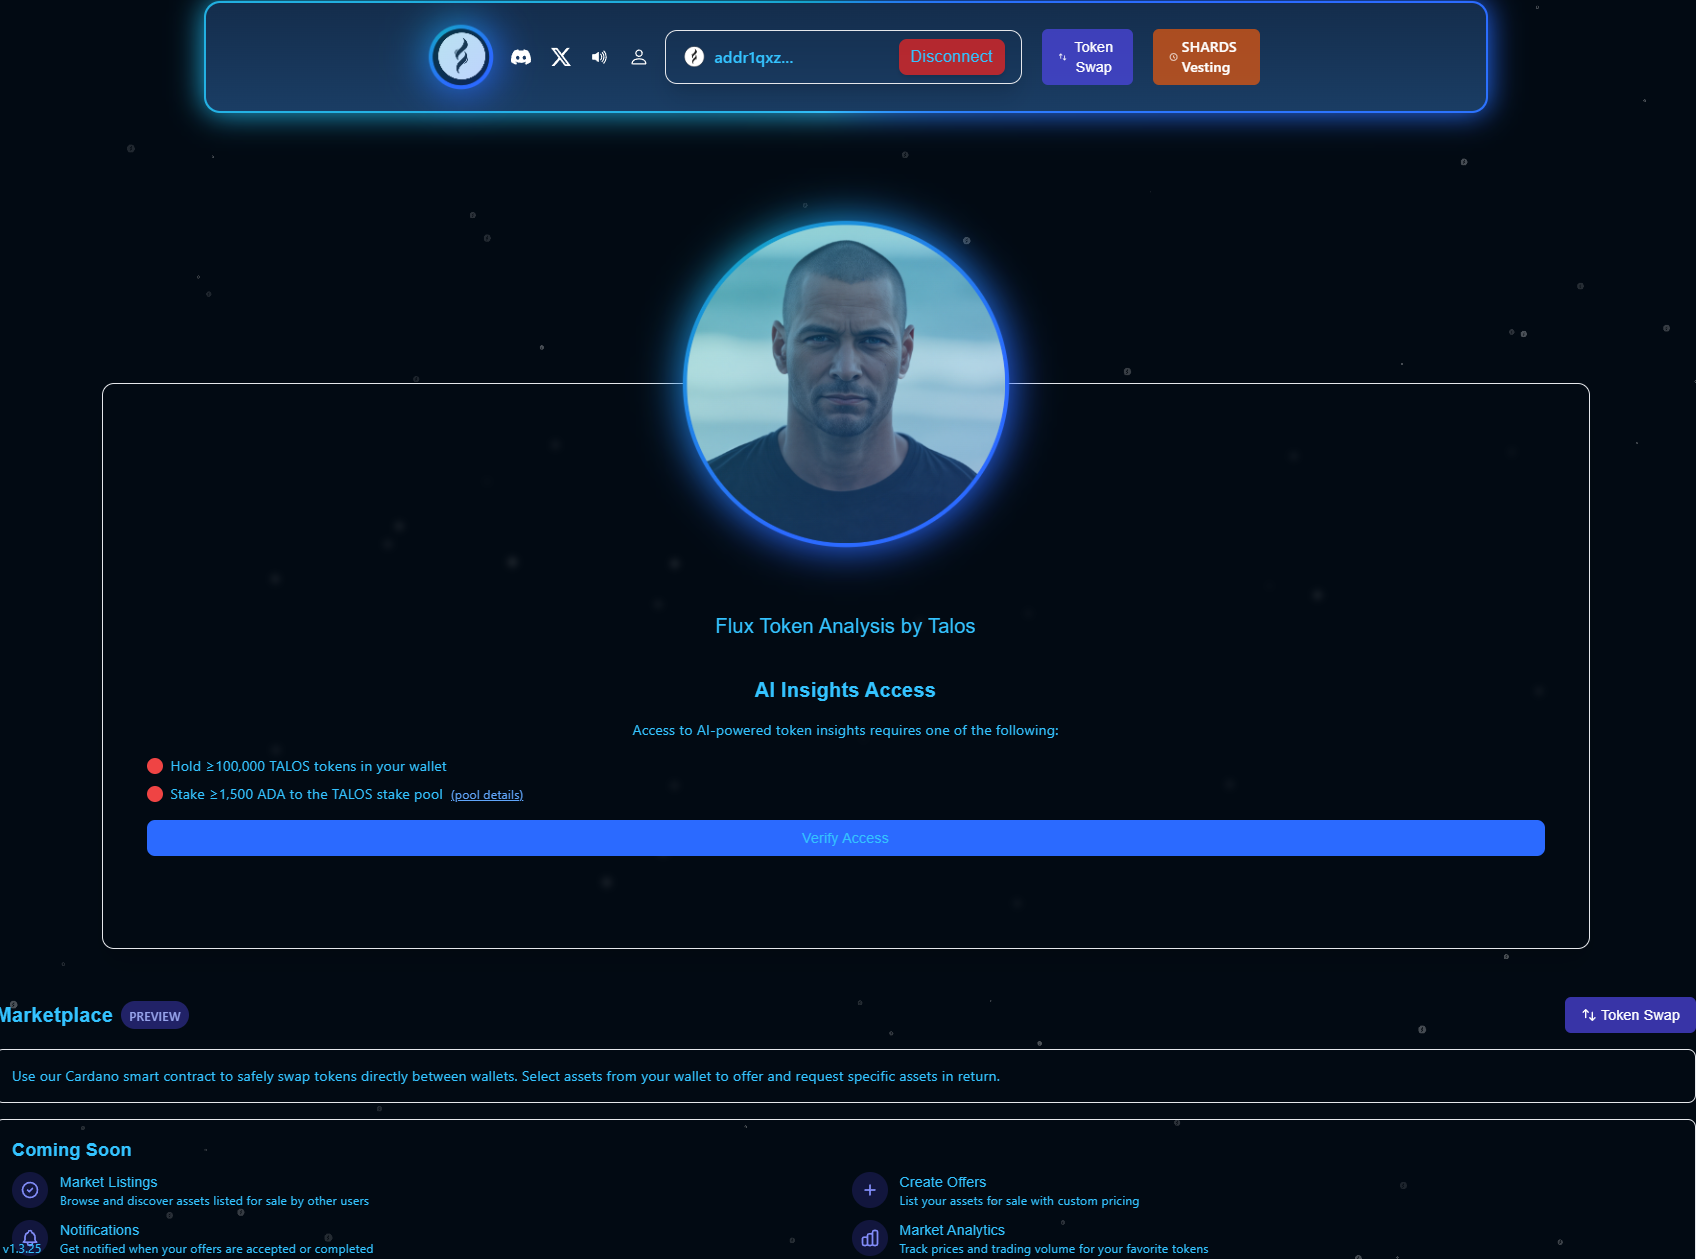 addr1qxz...
Disconnect
Token
Swap
SHARDS
Vesting
Flux Token Analysis by Talos
AI Insights Access
Access to AI-powered token insights requires one of the following:
Hold ≥100,000 TALOS tokens in your wallet
Stake ≥1,500 ADA to the TALOS stake pool (pool details)
Verify Access
Marketplace PREVIEW
Token Swap
Use our Cardano smart contract to safely swap tokens directly between wallets. Select assets from your wallet to offer and request specific assets in return.
Coming Soon
Market Listings
Browse and discover assets listed for sale by other users
Create Offers
List your assets for sale with custom pricing
Notifications
Get notified when your offers are accepted or completed
Market Analytics
Track prices and trading volume for your favorite tokens
v1.3.25